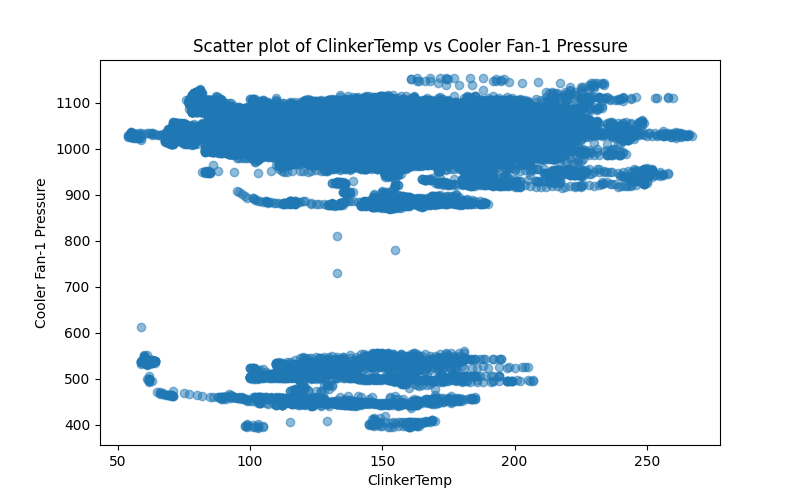 Scatter plot of ClinkerTemp vs Cooler Fan-1 Pressure
Cooler Fan-1 Pressure
1100
1000
900
800
700
600
500
400
50 100 150 200 250
ClinkerTemp